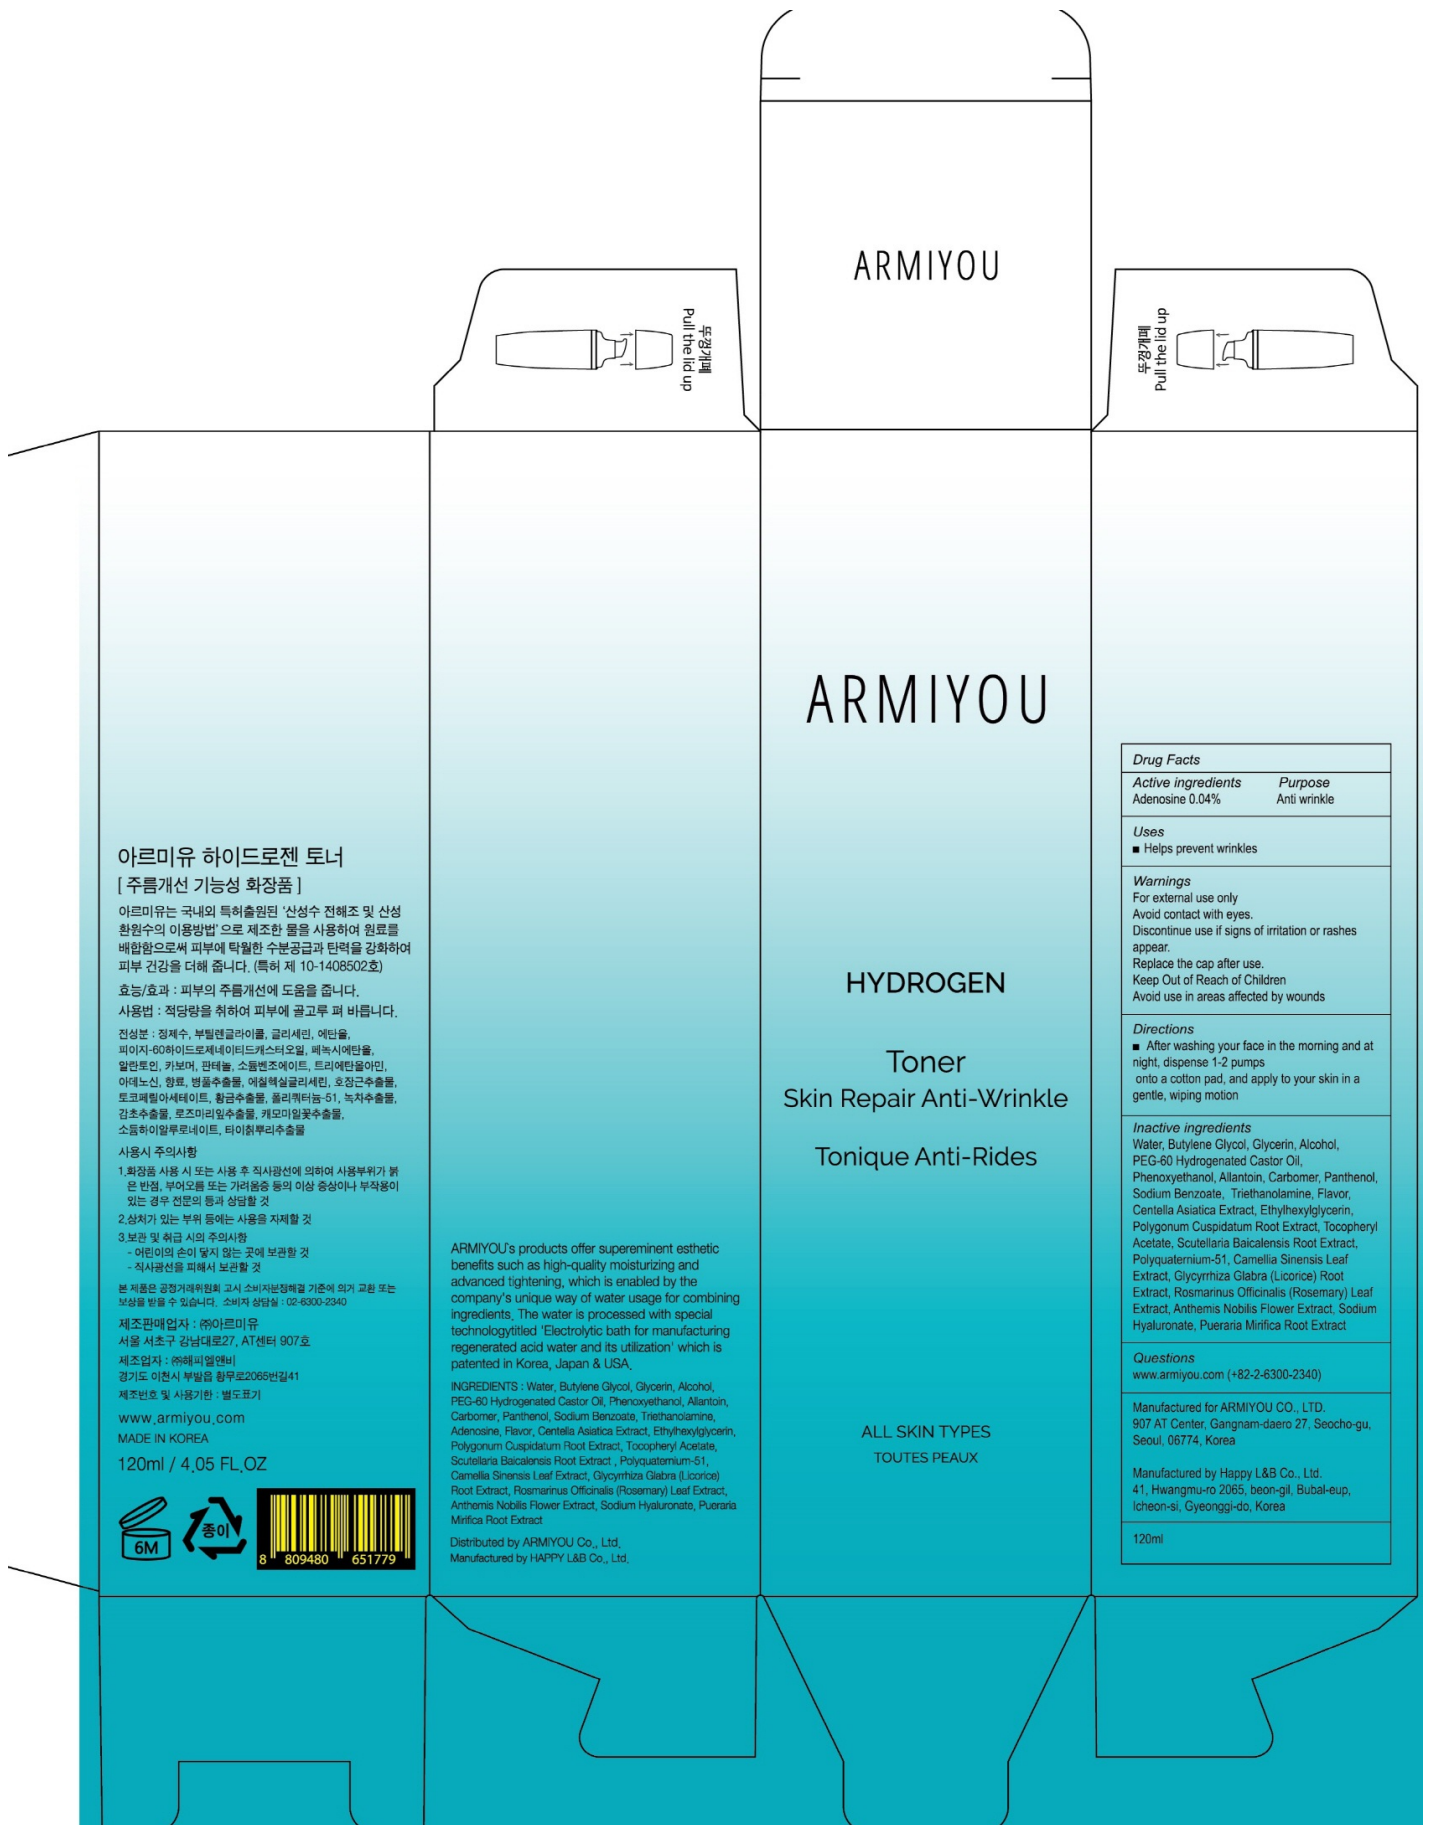 ARMIYOU
뚜껑개폐
Pull the lid up
뚜껑개폐
Pull the lid up
아르미유 하이드로젠 토너
[ 주름개선 기능성 화장품 ]
아르미유는 국내외 특허출원된 '산성수 전해조 및 산성
환원수의 이용방법'으로 제조한 물을 사용하여 원료를
배합함으로써 피부에 탁월한 수분공급과 탄력을 강화하여
피부 건강을 더해 줍니다. (특허 제 10-1408502호)
효능/효과 : 피부의 주름개선에 도움을 줍니다.
사용법 : 적당량을 취하여 피부에 골고루 펴 바릅니다.
전성분 : 정제수, 부틸렌글라이콜, 글리세린, 에탄올,
피이지-60하이드로제네이티드캐스터오일, 페녹시에탄올,
알란토인, 카보머, 판테놀, 소듐벤조에이트, 트리에탄올아민,
아데노신, 향료, 병풀추출물, 에칠헥실글리세린, 호장근추출물,
토코페릴아세테이트, 황금추출물, 폴리쿼터늄-51, 녹차추출물,
감초추출물, 로즈마리잎추출물, 캐모마일꽃추출물,
소듐하이알루로네이트, 타이칡뿌리추출물
사용시 주의사항
1.화장품 사용 시 또는 사용 후 직사광선에 의하여 사용부위가 붉
은 반점, 부어오름 또는 가려움증 등의 이상 증상이나 부작용이
있는 경우 전문의 등과 상담할 것
2.상처가 있는 부위 등에는 사용을 자제할 것
3.보관 및 취급 시의 주의사항
- 어린이의 손이 닿지 않는 곳에 보관할 것
- 직사광선을 피해서 보관할 것
본 제품은 공정거래위원회 고시 소비자분쟁해결 기준에 의거 교환 또는
보상을 받을 수 있습니다. 소비자 상담실 : 02-6300-2340
제조판매업자 : ㈜아르미유
서울 서초구 강남대로27, AT센터 907호
제조업자 : ㈜해피엘앤비
경기도 이천시 부발읍 황무로2065번길41
제조번호 및 사용기한 : 별도표기
www.armiyou.com
MADE IN KOREA
120ml / 4.05 FL.OZ
6M
종이
8 809480 651779
ARMIYOU's products offer supereminent esthetic
benefits such as high-quality moisturizing and
advanced tightening, which is enabled by the
company's unique way of water usage for combining
ingredients. The water is processed with special
technologytitled 'Electrolytic bath for manufacturing
regenerated acid water and its utilization' which is
patented in Korea, Japan & USA.
INGREDIENTS : Water, Butylene Glycol, Glycerin, Alcohol,
PEG-60 Hydrogenated Castor Oil, Phenoxyethanol, Allantoin,
Carbomer, Panthenol, Sodium Benzoate, Triethanolamine,
Adenosine, Flavor, Centella Asiatica Extract, Ethylhexylglycerin,
Polygonum Cuspidatum Root Extract, Tocopheryl Acetate,
Scutellaria Baicalensis Root Extract , Polyquaternium-51,
Camellia Sinensis Leaf Extract, Glycyrrhiza Glabra (Licorice)
Root Extract, Rosmarinus Officinalis (Rosemary) Leaf Extract,
Anthemis Nobilis Flower Extract, Sodium Hyaluronate, Pueraria
Mirifica Root Extract
Distributed by ARMIYOU Co., Ltd.
Manufactured by HAPPY L&B Co., Ltd.
ARMIYOU
HYDROGEN
Toner
Skin Repair Anti-Wrinkle
Tonique Anti-Rides
ALL SKIN TYPES
TOUTES PEAUX
Drug Facts
Active ingredients Purpose
Adenosine 0.04% Anti wrinkle
Uses
■ Helps prevent wrinkles
Warnings
For external use only
Avoid contact with eyes.
Discontinue use if signs of irritation or rashes
appear.
Replace the cap after use.
Keep Out of Reach of Children
Avoid use in areas affected by wounds
Directions
■ After washing your face in the morning and at
night, dispense 1-2 pumps
onto a cotton pad, and apply to your skin in a
gentle, wiping motion
Inactive ingredients
Water, Butylene Glycol, Glycerin, Alcohol,
PEG-60 Hydrogenated Castor Oil,
Phenoxyethanol, Allantoin, Carbomer, Panthenol,
Sodium Benzoate, Triethanolamine, Flavor,
Centella Asiatica Extract, Ethylhexylglycerin,
Polygonum Cuspidatum Root Extract, Tocopheryl
Acetate, Scutellaria Baicalensis Root Extract,
Polyquaternium-51, Camellia Sinensis Leaf
Extract, Glycyrrhiza Glabra (Licorice) Root
Extract, Rosmarinus Officinalis (Rosemary) Leaf
Extract, Anthemis Nobilis Flower Extract, Sodium
Hyaluronate, Pueraria Mirifica Root Extract
Questions
www.armiyou.com (+82-2-6300-2340)
Manufactured for ARMIYOU CO., LTD.
907 AT Center, Gangnam-daero 27, Seocho-gu,
Seoul, 06774, Korea
Manufactured by Happy L&B Co., Ltd.
41, Hwangmu-ro 2065, beon-gil, Bubal-eup,
Icheon-si, Gyeonggi-do, Korea
120ml